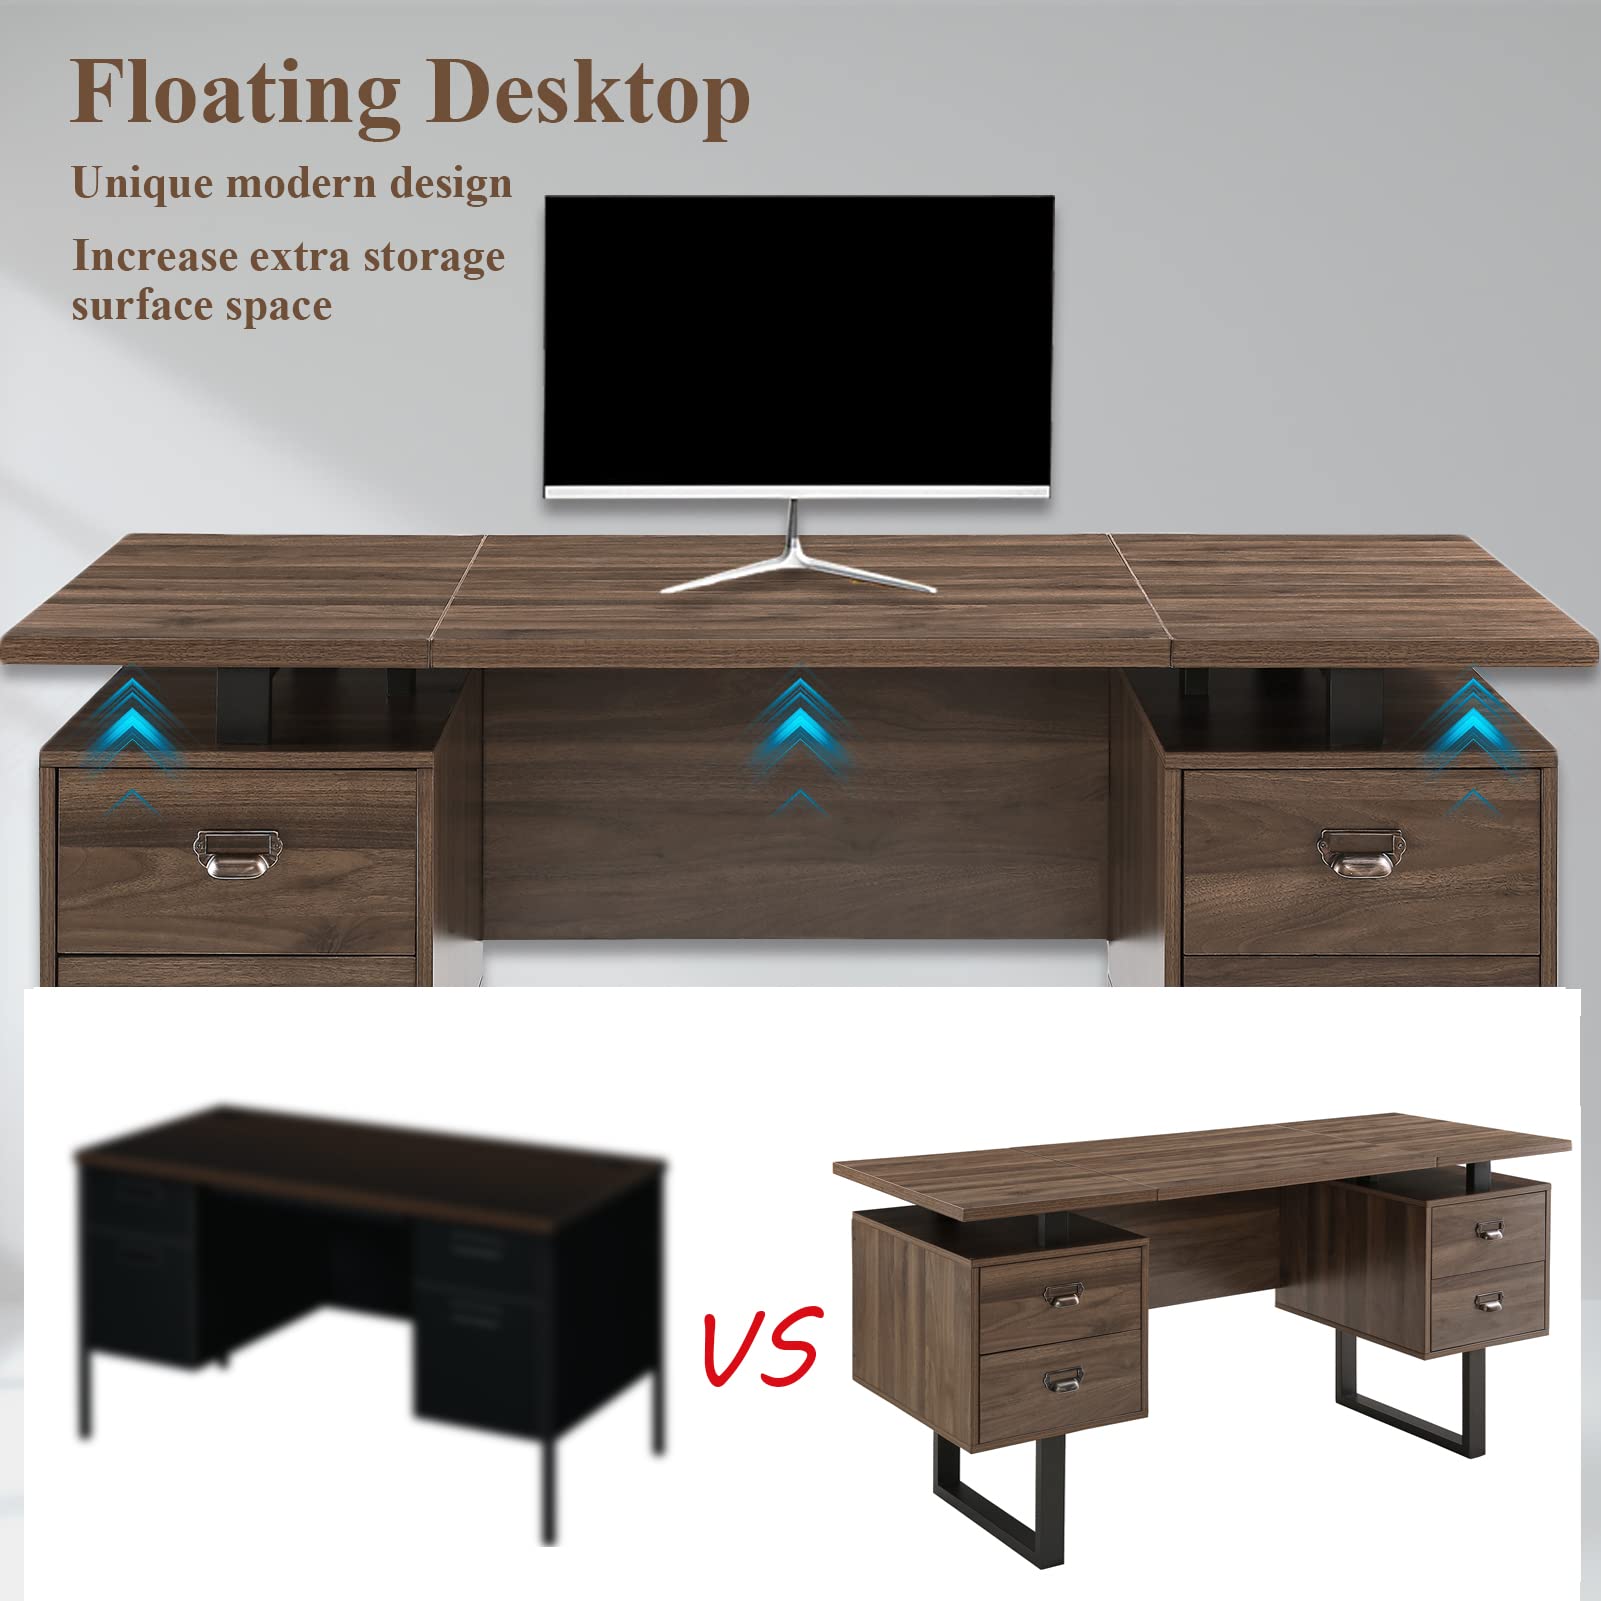 Floating Desktop
Unique modern design
Increase extra storage
surface space
VS